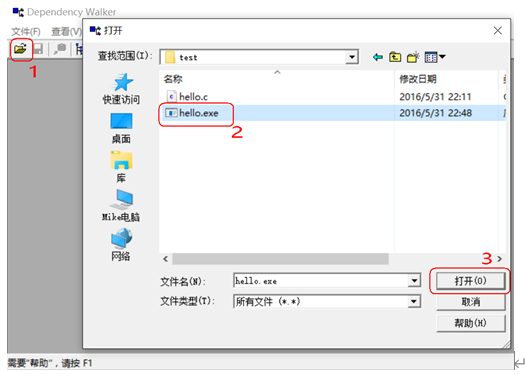 Dependency Walker
文件(F) 查看(V)
打开
查找范围(I): test
1
名称 修改日期
快速访问
hello.c 2016/5/31 22:11
hello.exe 2016/5/31 22:48
2
桌面
库
Mike电脑
网络
3
文件名(N): hello.exe 打开(O)
文件类型(T): 所有文件 (*.*) 取消
帮助(H)
需要"帮助", 请按 F1